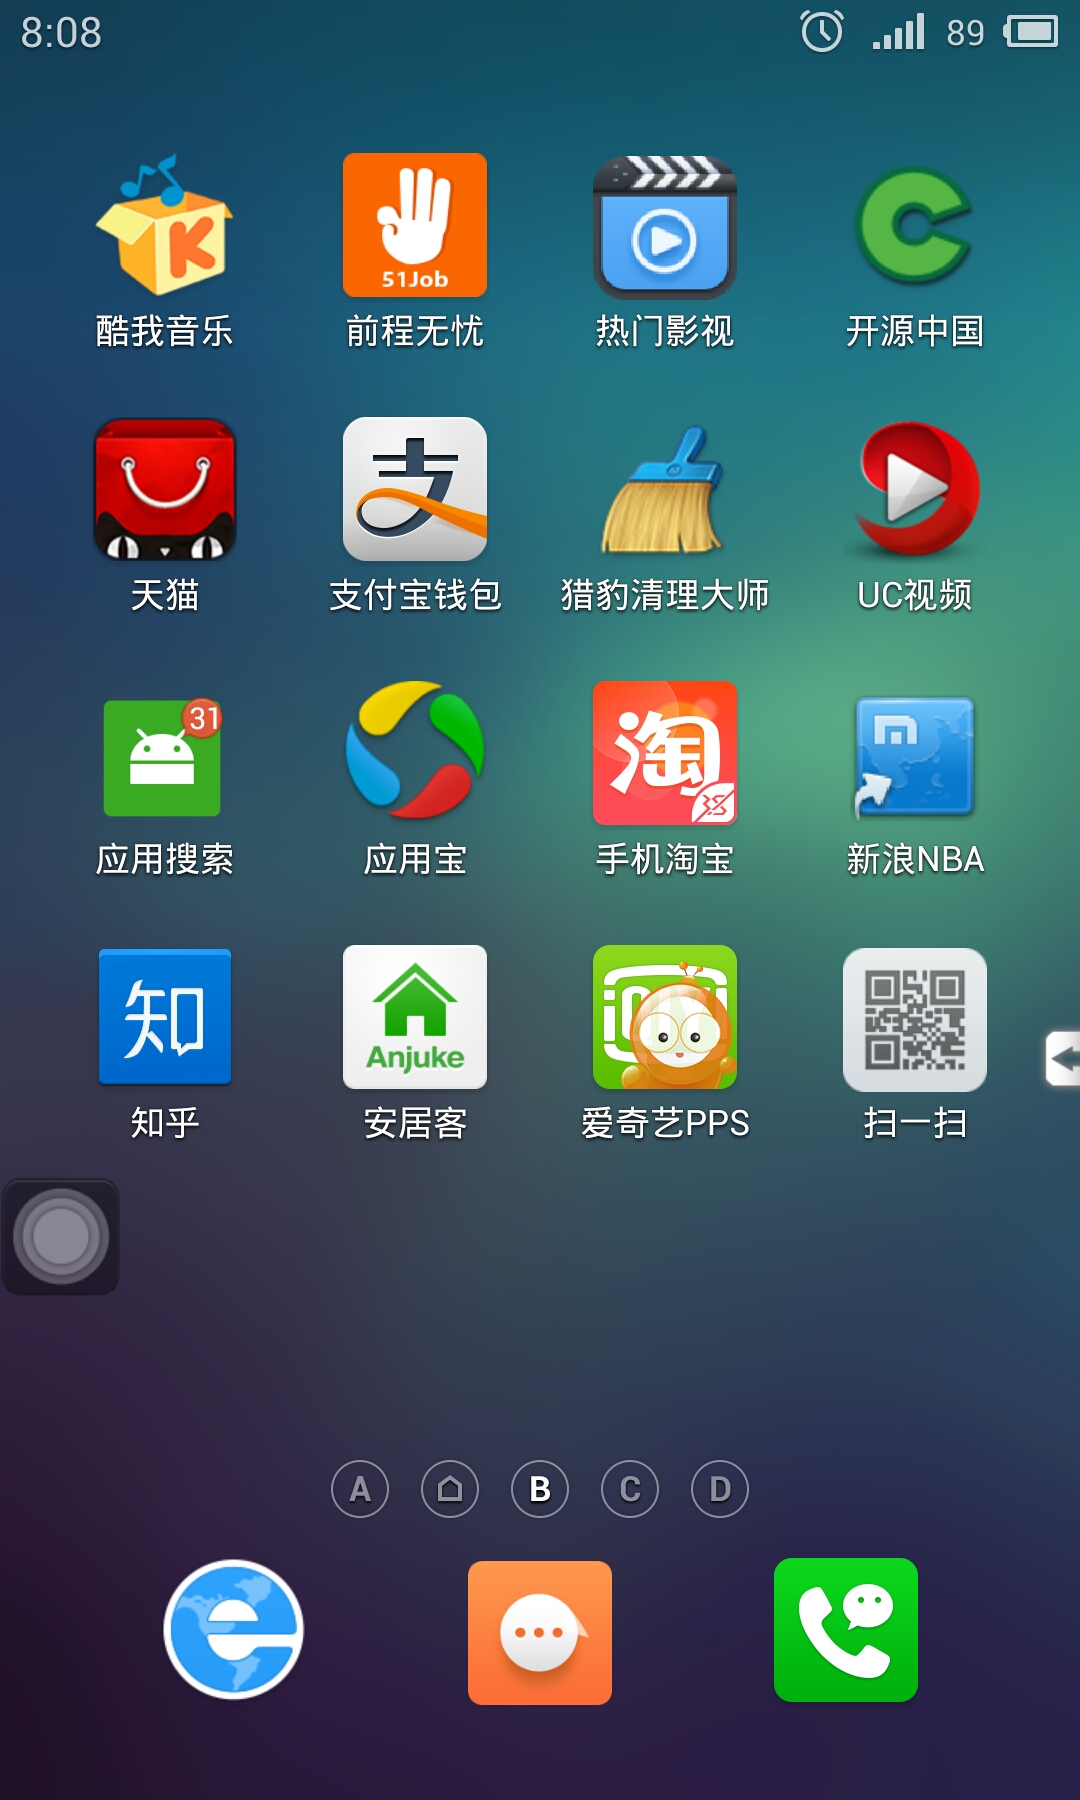 8:08 89
K 51Job
酷我音乐 前程无忧 热门影视 开源中国
支
天猫 支付宝钱包 猎豹清理大师 UC视频
31 淘
应用搜索 应用宝 手机淘宝 新浪NBA
知 Anjuke
知乎 安居客 爱奇艺PPS 扫一扫
A B C D